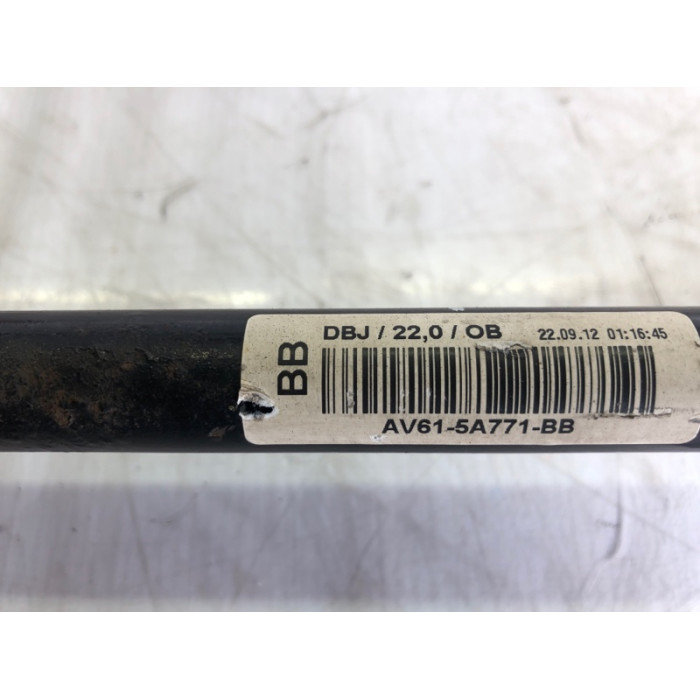 BB
DBJ / 22,0 / OB
22.09.12 01:16:45
AV61-5A771-BB